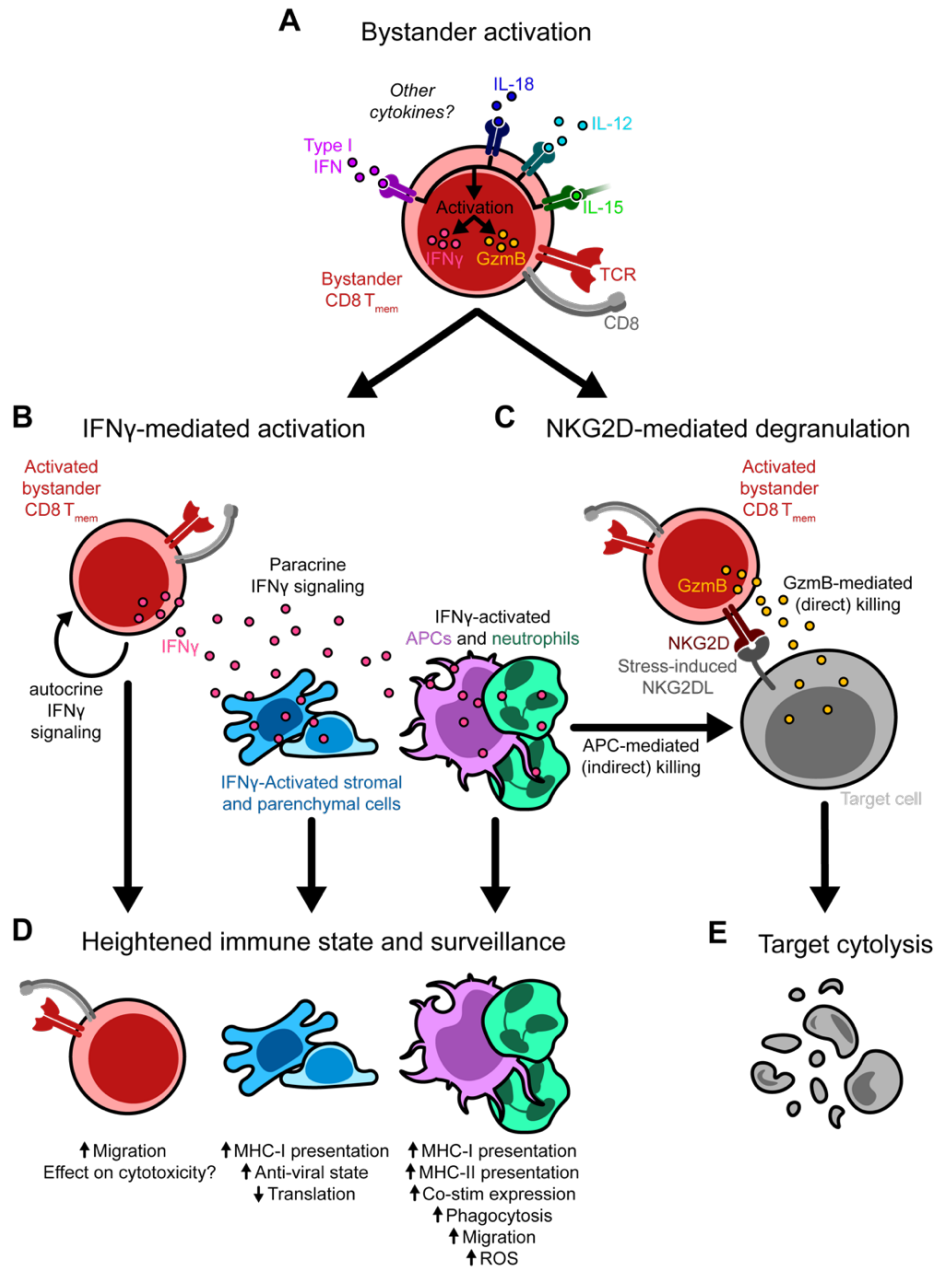 A
Bystander activation
Other
cytokines?
IL-18
IL-12
Type I
IFN
IL-15
Activation
IFNγ
GzmB
TCR
Bystander
CD8 Tmem
CD8
B
IFNγ-mediated activation
Activated
bystander
CD8 Tmem
Paracrine
IFNγ signaling
IFNγ
autocrine
IFNγ
signaling
IFNγ-activated
APCs and neutrophils
IFNγ-Activated stromal
and parenchymal cells
APC-mediated
(indirect) killing
C
NKG2D-mediated degranulation
Activated
bystander
CD8 Tmem
GzmB
GzmB-mediated
(direct) killing
NKG2D
Stress-induced
NKG2DL
Target cell
D
Heightened immune state and surveillance
↑Migration
Effect on cytotoxicity?
↑MHC-I presentation
↑Anti-viral state
↓Translation
↑MHC-I presentation
↑MHC-II presentation
↑Co-stim expression
↑Phagocytosis
↑Migration
↑ROS
E
Target cytolysis